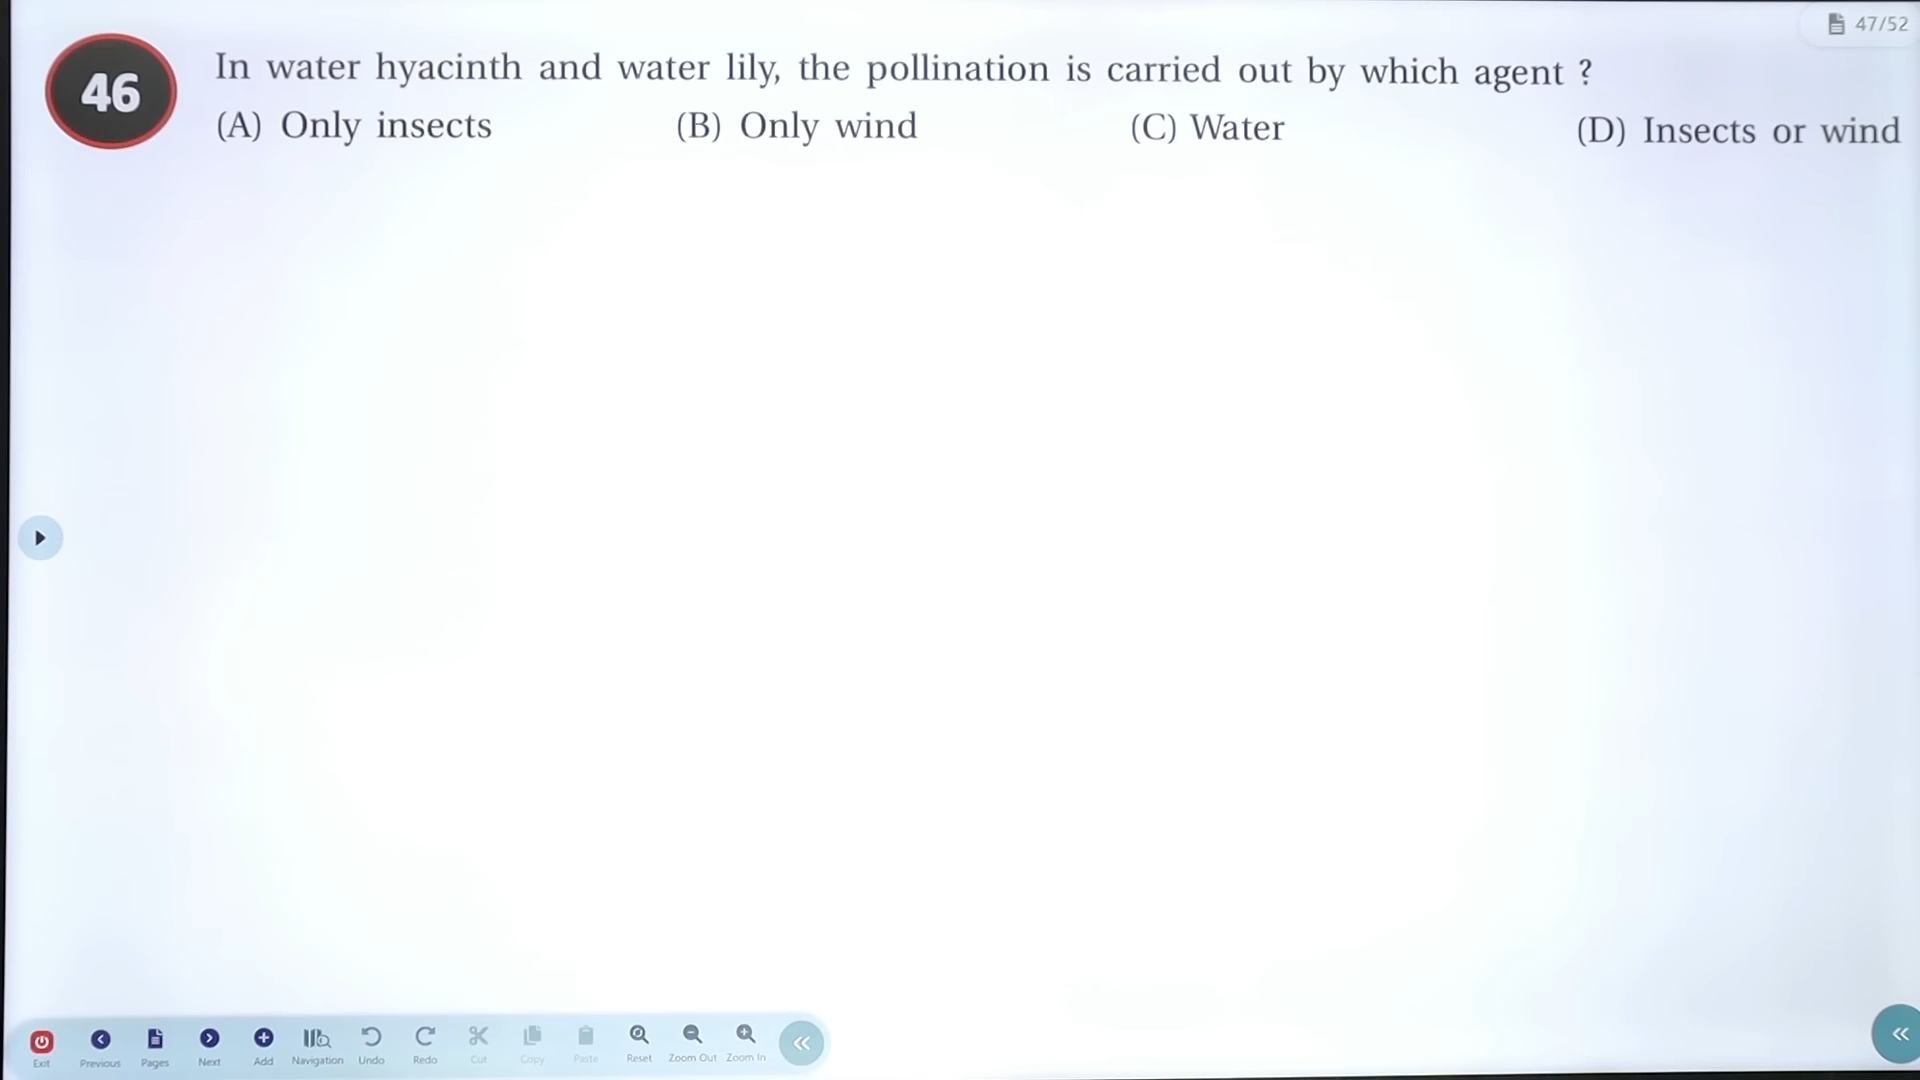 47/52
46 In water hyacinth and water lily, the pollination is carried out by which agent ?
(A) Only insects (B) Only wind (C) Water (D) Insects or wind
Exit Previous Pages Next Add Navigation Undo Redo Cut Copy Paste Reset Zoom Out Zoom In